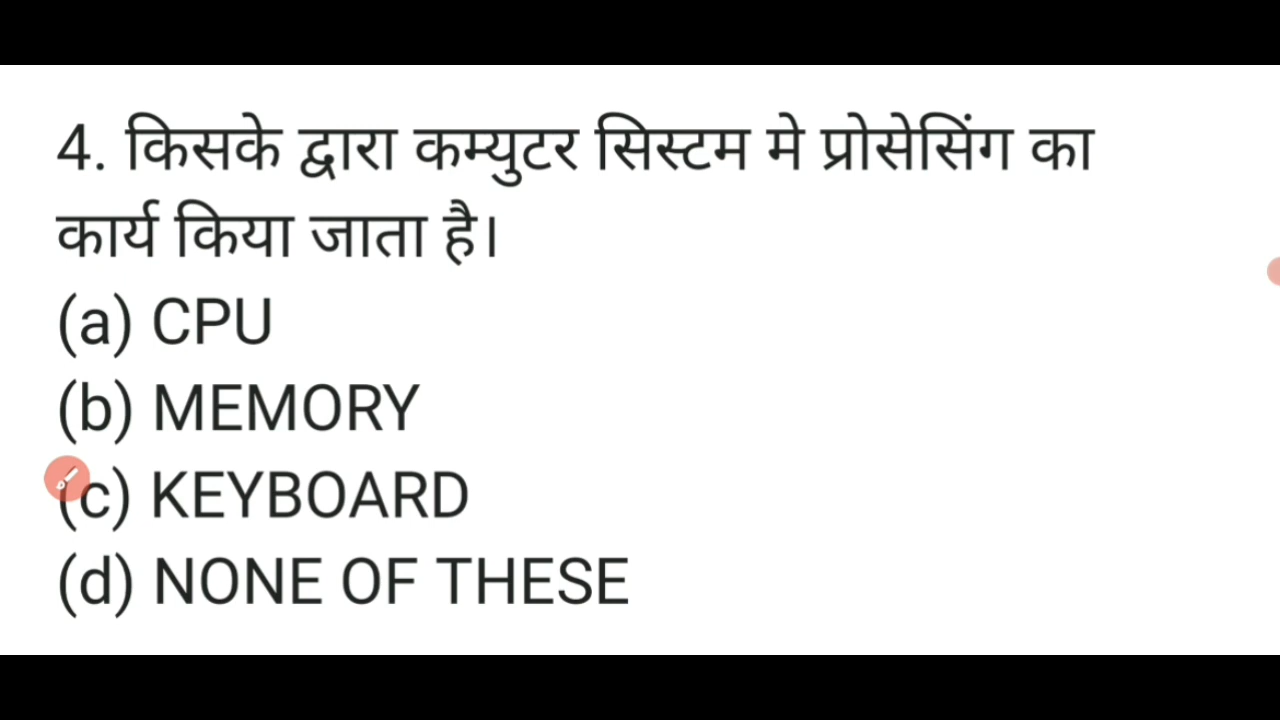 4. किसके द्वारा कम्युटर सिस्टम मे प्रोसेसिंग का
कार्य किया जाता है।
(a) CPU
(b) MEMORY
(c) KEYBOARD
(d) NONE OF THESE